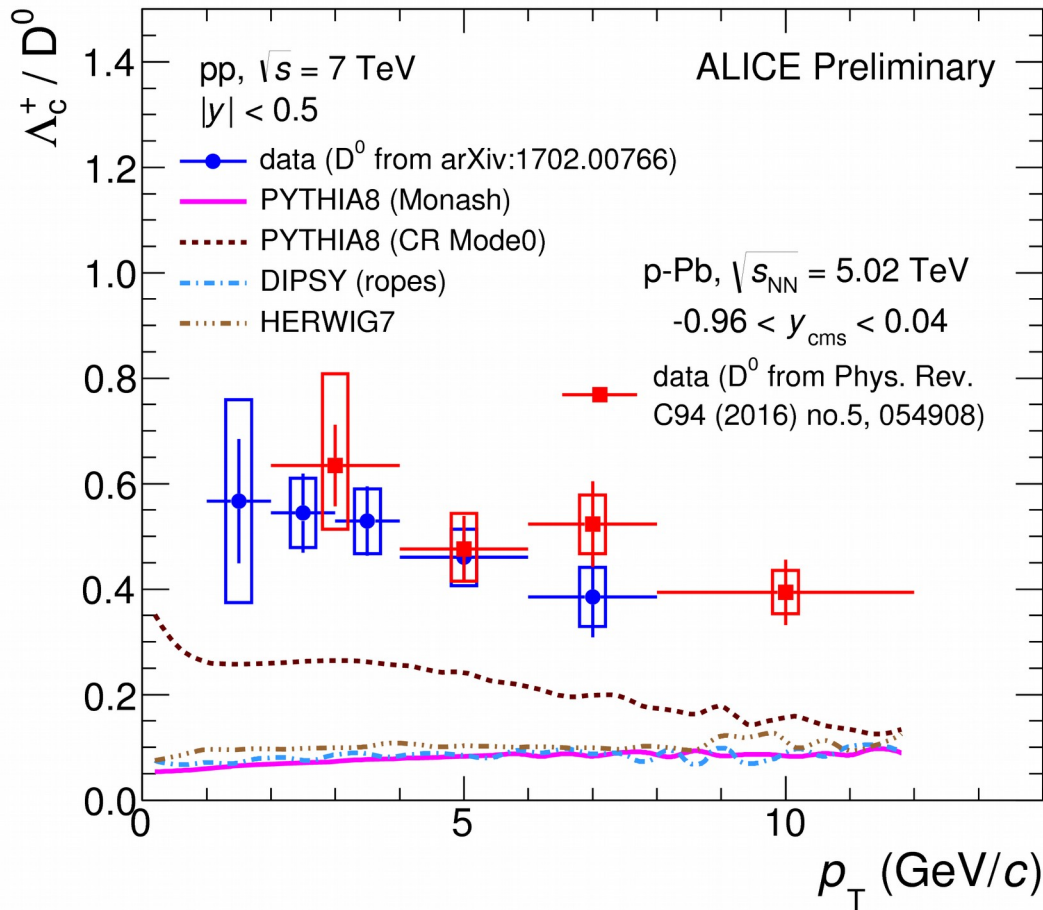 Λc+ / D0
1.4
1.2
1.0
0.8
0.6
0.4
0.2
0.0
pp, √s = 7 TeV
|y| < 0.5
ALICE Preliminary
data (D0 from arXiv:1702.00766)
PYTHIA8 (Monash)
PYTHIA8 (CR Mode0)
DIPSY (ropes)
HERWIG7
p-Pb, √sNN = 5.02 TeV
-0.96 < ycms < 0.04
data (D0 from Phys. Rev.
C94 (2016) no.5, 054908)
0 5 10
pT (GeV/c)